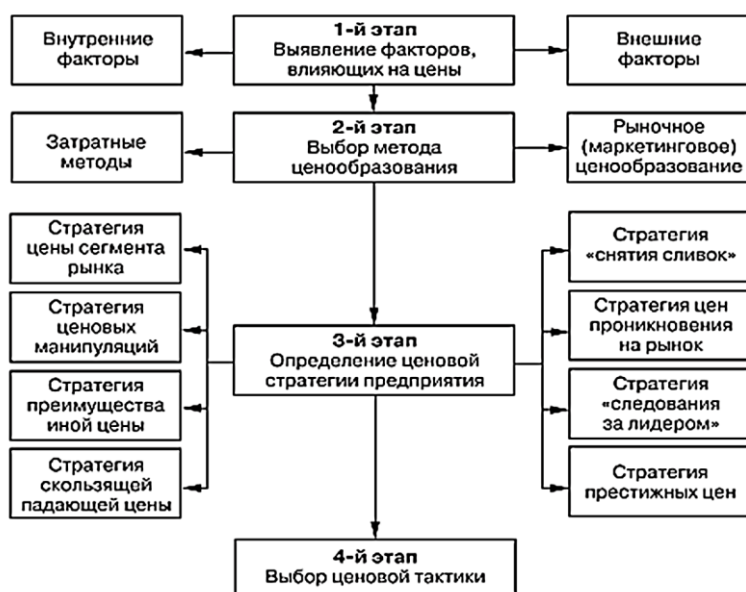 Внутренние
факторы
1-й этап
Выявление факторов,
влияющих на цены
Внешние
факторы
Затратные
методы
2-й этап
Выбор метода
ценообразования
Рыночное
(маркетинговое)
ценообразование
Стратегия
цены сегмента
рынка
Стратегия
ценовых
манипуляций
Стратегия
преимущества
иной цены
Стратегия
скользящей
падающей цены
3-й этап
Определение ценовой
стратегии предприятия
Стратегия
«снятия сливок»
Стратегия цен
проникновения
на рынок
Стратегия
«следования
за лидером»
Стратегия
престижных цен
4-й этап
Выбор ценовой тактики